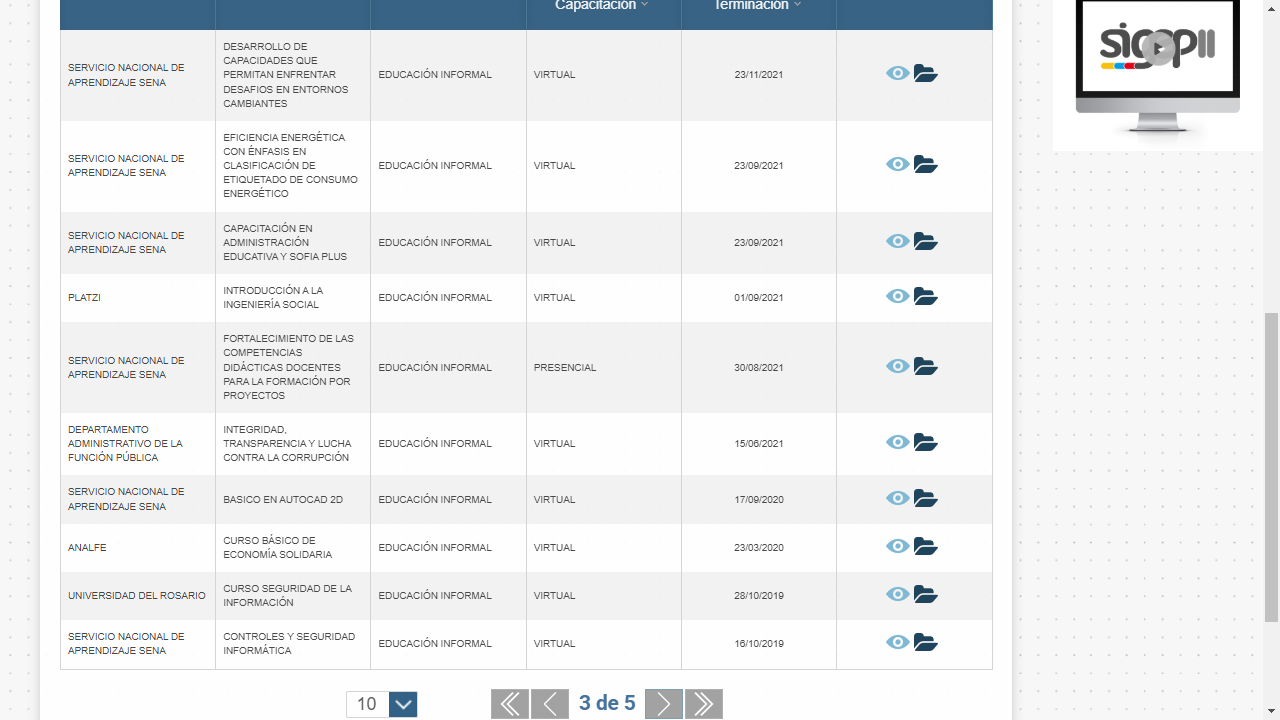 Capacitación
Terminación
SERVICIO NACIONAL DE
APRENDIZAJE SENA
DESARROLLO DE
CAPACIDADES QUE
PERMITAN ENFRENTAR
DESAFIOS EN ENTORNOS
CAMBIANTES
EDUCACIÓN INFORMAL
VIRTUAL
23/11/2021
SERVICIO NACIONAL DE
APRENDIZAJE SENA
EFICIENCIA ENERGÉTICA
CON ÉNFASIS EN
CLASIFICACIÓN DE
ETIQUETADO DE CONSUMO
ENERGÉTICO
EDUCACIÓN INFORMAL
VIRTUAL
23/09/2021
SERVICIO NACIONAL DE
APRENDIZAJE SENA
CAPACITACIÓN EN
ADMINISTRACIÓN
EDUCATIVA Y SOFIA PLUS
EDUCACIÓN INFORMAL
VIRTUAL
23/09/2021
PLATZI
INTRODUCCIÓN A LA
INGENIERÍA SOCIAL
EDUCACIÓN INFORMAL
VIRTUAL
01/09/2021
SERVICIO NACIONAL DE
APRENDIZAJE SENA
FORTALECIMIENTO DE LAS
COMPETENCIAS
DIDÁCTICAS DOCENTES
PARA LA FORMACIÓN POR
PROYECTOS
EDUCACIÓN INFORMAL
PRESENCIAL
30/08/2021
DEPARTAMENTO
ADMINISTRATIVO DE LA
FUNCIÓN PÚBLICA
INTEGRIDAD,
TRANSPARENCIA Y LUCHA
CONTRA LA CORRUPCIÓN
EDUCACIÓN INFORMAL
VIRTUAL
15/06/2021
SERVICIO NACIONAL DE
APRENDIZAJE SENA
BASICO EN AUTOCAD 2D
EDUCACIÓN INFORMAL
VIRTUAL
17/09/2020
ANALFE
CURSO BÁSICO DE
ECONOMÍA SOLIDARIA
EDUCACIÓN INFORMAL
VIRTUAL
23/03/2020
UNIVERSIDAD DEL ROSARIO
CURSO SEGURIDAD DE LA
INFORMACIÓN
EDUCACIÓN INFORMAL
VIRTUAL
28/10/2019
SERVICIO NACIONAL DE
APRENDIZAJE SENA
CONTROLES Y SEGURIDAD
INFORMÁTICA
EDUCACIÓN INFORMAL
VIRTUAL
16/10/2019
10
3 de 5
sigepII